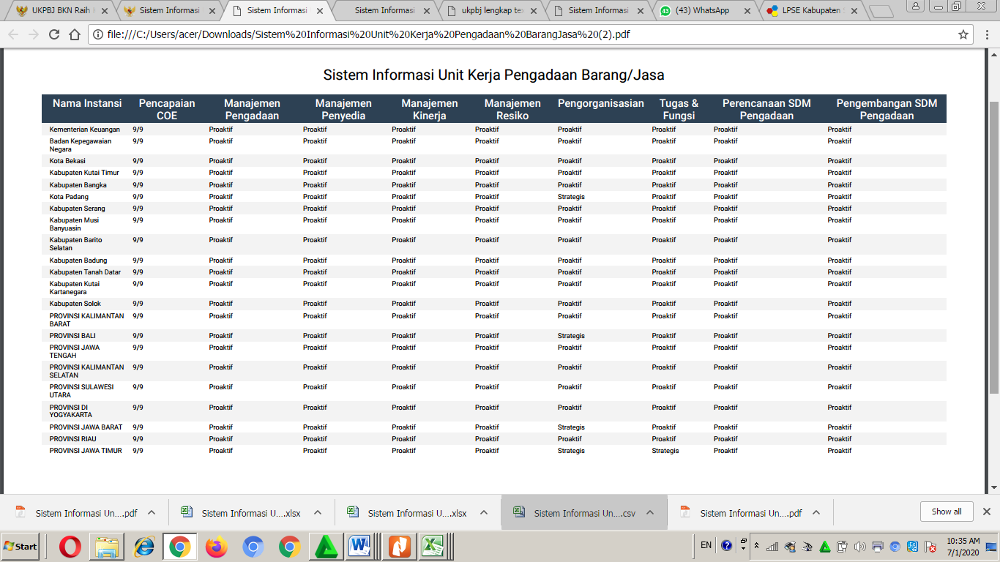 UKPBJ BKN Raih
Sistem Informasi
Sistem Informasi
Sistem Informasi
ukpbj lengkap te
Sistem Informasi
43
(43) WhatsApp
LPSE Kabupaten
file:///C:/Users/acer/Downloads/Sistem%20Informasi%20Unit%20Kerja%20Pengadaan%20BarangJasa%20(2).pdf
Sistem Informasi Unit Kerja Pengadaan Barang/Jasa
Nama Instansi Pencapaian COE Manajemen Pengadaan Manajemen Penyedia Manajemen Kinerja Manajemen Resiko Pengorganisasian Tugas & Fungsi Perencanaan SDM Pengadaan Pengembangan SDM Pengadaan
Kementerian Keuangan 9/9 Proaktif Proaktif Proaktif Proaktif Proaktif Proaktif Proaktif Proaktif
Badan Kepegawaian 9/9 Proaktif Proaktif Proaktif Proaktif Proaktif Proaktif Proaktif Proaktif
Negara
Kota Bekasi 9/9 Proaktif Proaktif Proaktif Proaktif Proaktif Proaktif Proaktif Proaktif
Kabupaten Kutai Timur 9/9 Proaktif Proaktif Proaktif Proaktif Proaktif Proaktif Proaktif Proaktif
Kabupaten Bangka 9/9 Proaktif Proaktif Proaktif Proaktif Proaktif Proaktif Proaktif Proaktif
Kota Padang 9/9 Proaktif Proaktif Proaktif Proaktif Strategis Proaktif Proaktif Proaktif
Kabupaten Serang 9/9 Proaktif Proaktif Proaktif Proaktif Proaktif Proaktif Proaktif Proaktif
Kabupaten Musi 9/9 Proaktif Proaktif Proaktif Proaktif Proaktif Proaktif Proaktif Proaktif
Banyuasin
Kabupaten Barito 9/9 Proaktif Proaktif Proaktif Proaktif Proaktif Proaktif Proaktif Proaktif
Selatan
Kabupaten Badung 9/9 Proaktif Proaktif Proaktif Proaktif Proaktif Proaktif Proaktif Proaktif
Kabupaten Tanah Datar 9/9 Proaktif Proaktif Proaktif Proaktif Proaktif Proaktif Proaktif Proaktif
Kabupaten Kutai 9/9 Proaktif Proaktif Proaktif Proaktif Proaktif Proaktif Proaktif Proaktif
Kartanegara
Kabupaten Solok 9/9 Proaktif Proaktif Proaktif Proaktif Proaktif Proaktif Proaktif Proaktif
PROVINSI KALIMANTAN 9/9 Proaktif Proaktif Proaktif Proaktif Proaktif Proaktif Proaktif Proaktif
BARAT
PROVINSI BALI 9/9 Proaktif Proaktif Proaktif Proaktif Strategis Proaktif Proaktif Proaktif
PROVINSI JAWA 9/9 Proaktif Proaktif Proaktif Proaktif Proaktif Proaktif Proaktif Proaktif
TENGAH
PROVINSI KALIMANTAN 9/9 Proaktif Proaktif Proaktif Proaktif Proaktif Proaktif Proaktif Proaktif
SELATAN
PROVINSI SULAWESI 9/9 Proaktif Proaktif Proaktif Proaktif Proaktif Proaktif Proaktif Proaktif
UTARA
PROVINSI DI 9/9 Proaktif Proaktif Proaktif Proaktif Proaktif Proaktif Proaktif Proaktif
YOGYAKARTA
PROVINSI JAWA BARAT 9/9 Proaktif Proaktif Proaktif Proaktif Strategis Proaktif Proaktif Proaktif
PROVINSI RIAU 9/9 Proaktif Proaktif Proaktif Proaktif Proaktif Proaktif Proaktif Proaktif
PROVINSI JAWA TIMUR 9/9 Proaktif Proaktif Proaktif Proaktif Strategis Strategis Proaktif Proaktif
Sistem Informasi Un....pdf
Sistem Informasi U....xlsx
Sistem Informasi U....xlsx
Sistem Informasi Un....csv
Sistem Informasi Un....pdf
Show all
Start
EN
10:35 AM
7/1/2020